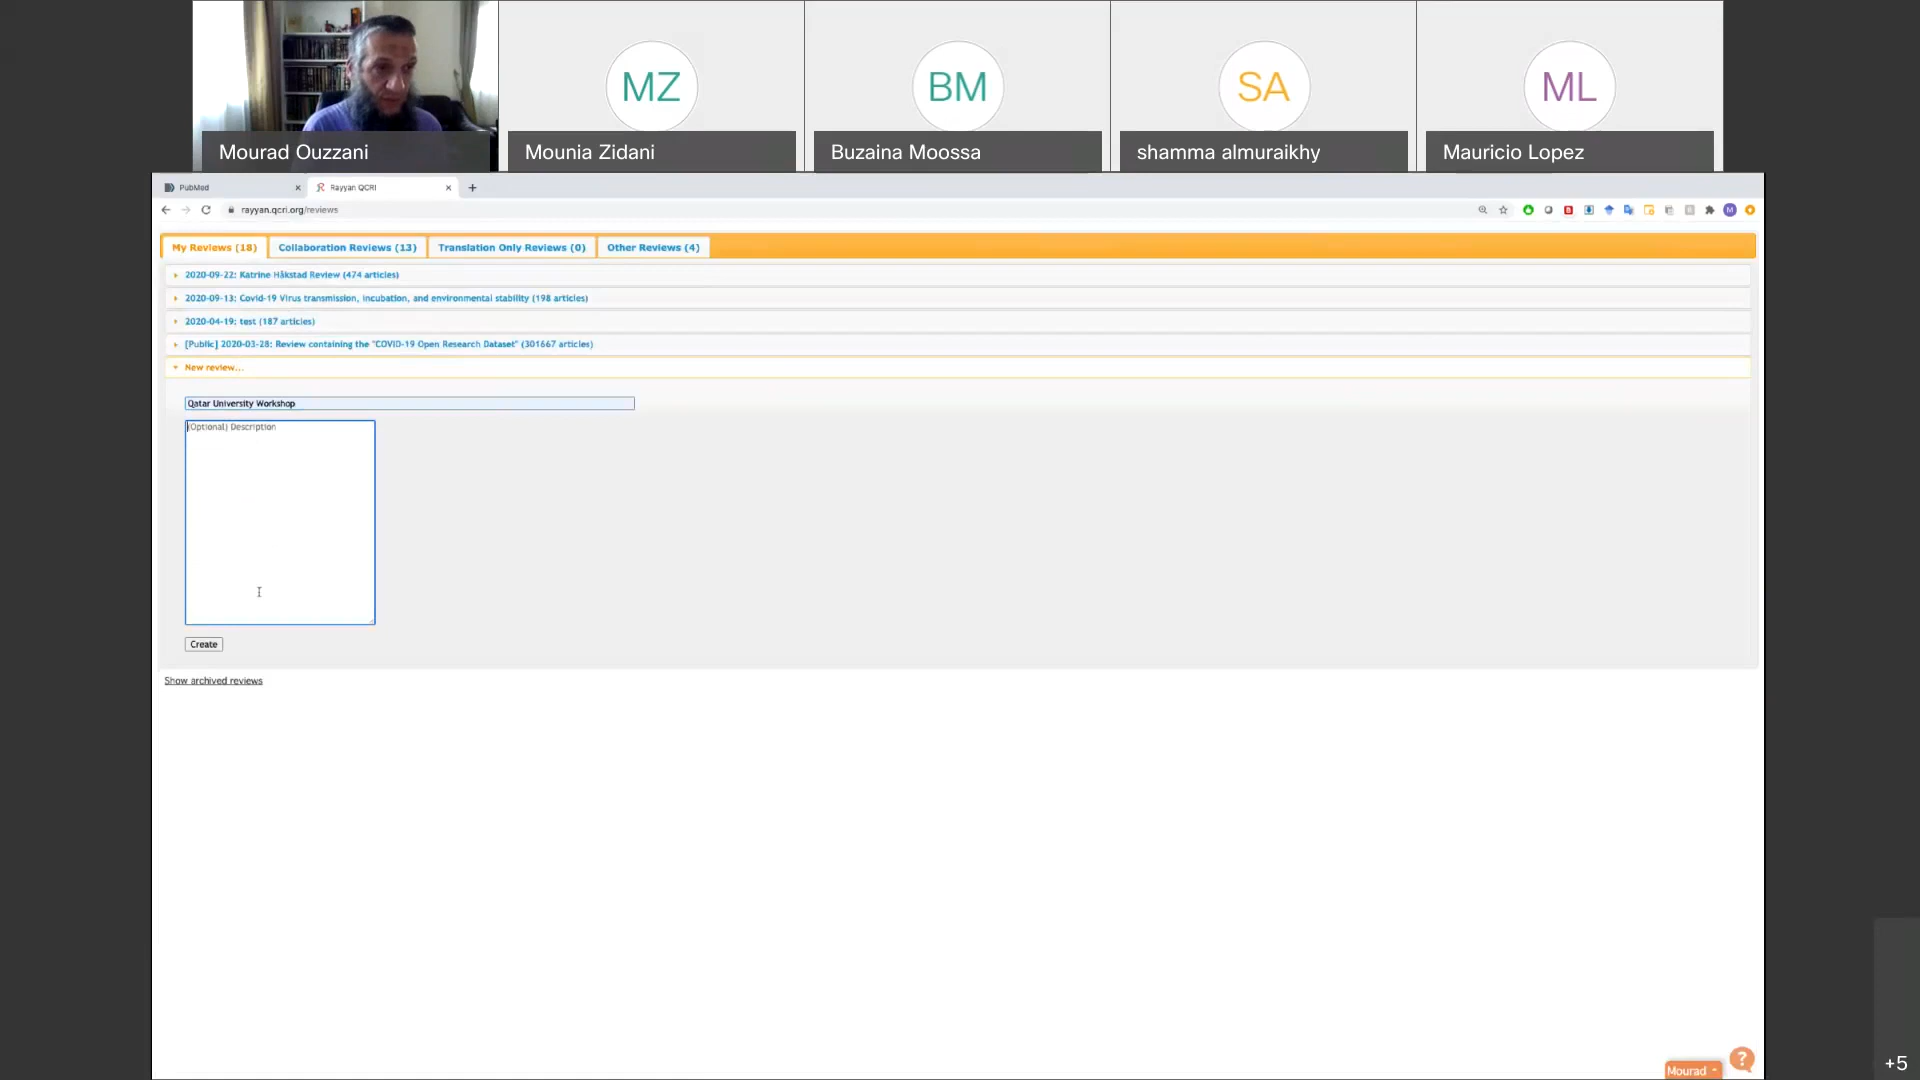 MZ
BM
SA
ML
Mourad Ouzzani
Mounia Zidani
Buzaina Moossa
shamma almuraikhy
Mauricio Lopez
PubMed
Rayyan QCRI
rayyan.qcri.org/reviews
M
My Reviews (18)
Collaboration Reviews (13)
Translation Only Reviews (0)
Other Reviews (4)
2020-09-22: Katrine Håkstad Review (474 articles)
2020-09-13: Covid-19 Virus transmission, incubation, and environmental stability (198 articles)
2020-04-19: test (187 articles)
[Public] 2020-03-28: Review containing the "COVID-19 Open Research Dataset" (301667 articles)
New review...
Qatar University Workshop
(Optional) Description
Create
Show archived reviews
Mourad
?
+5